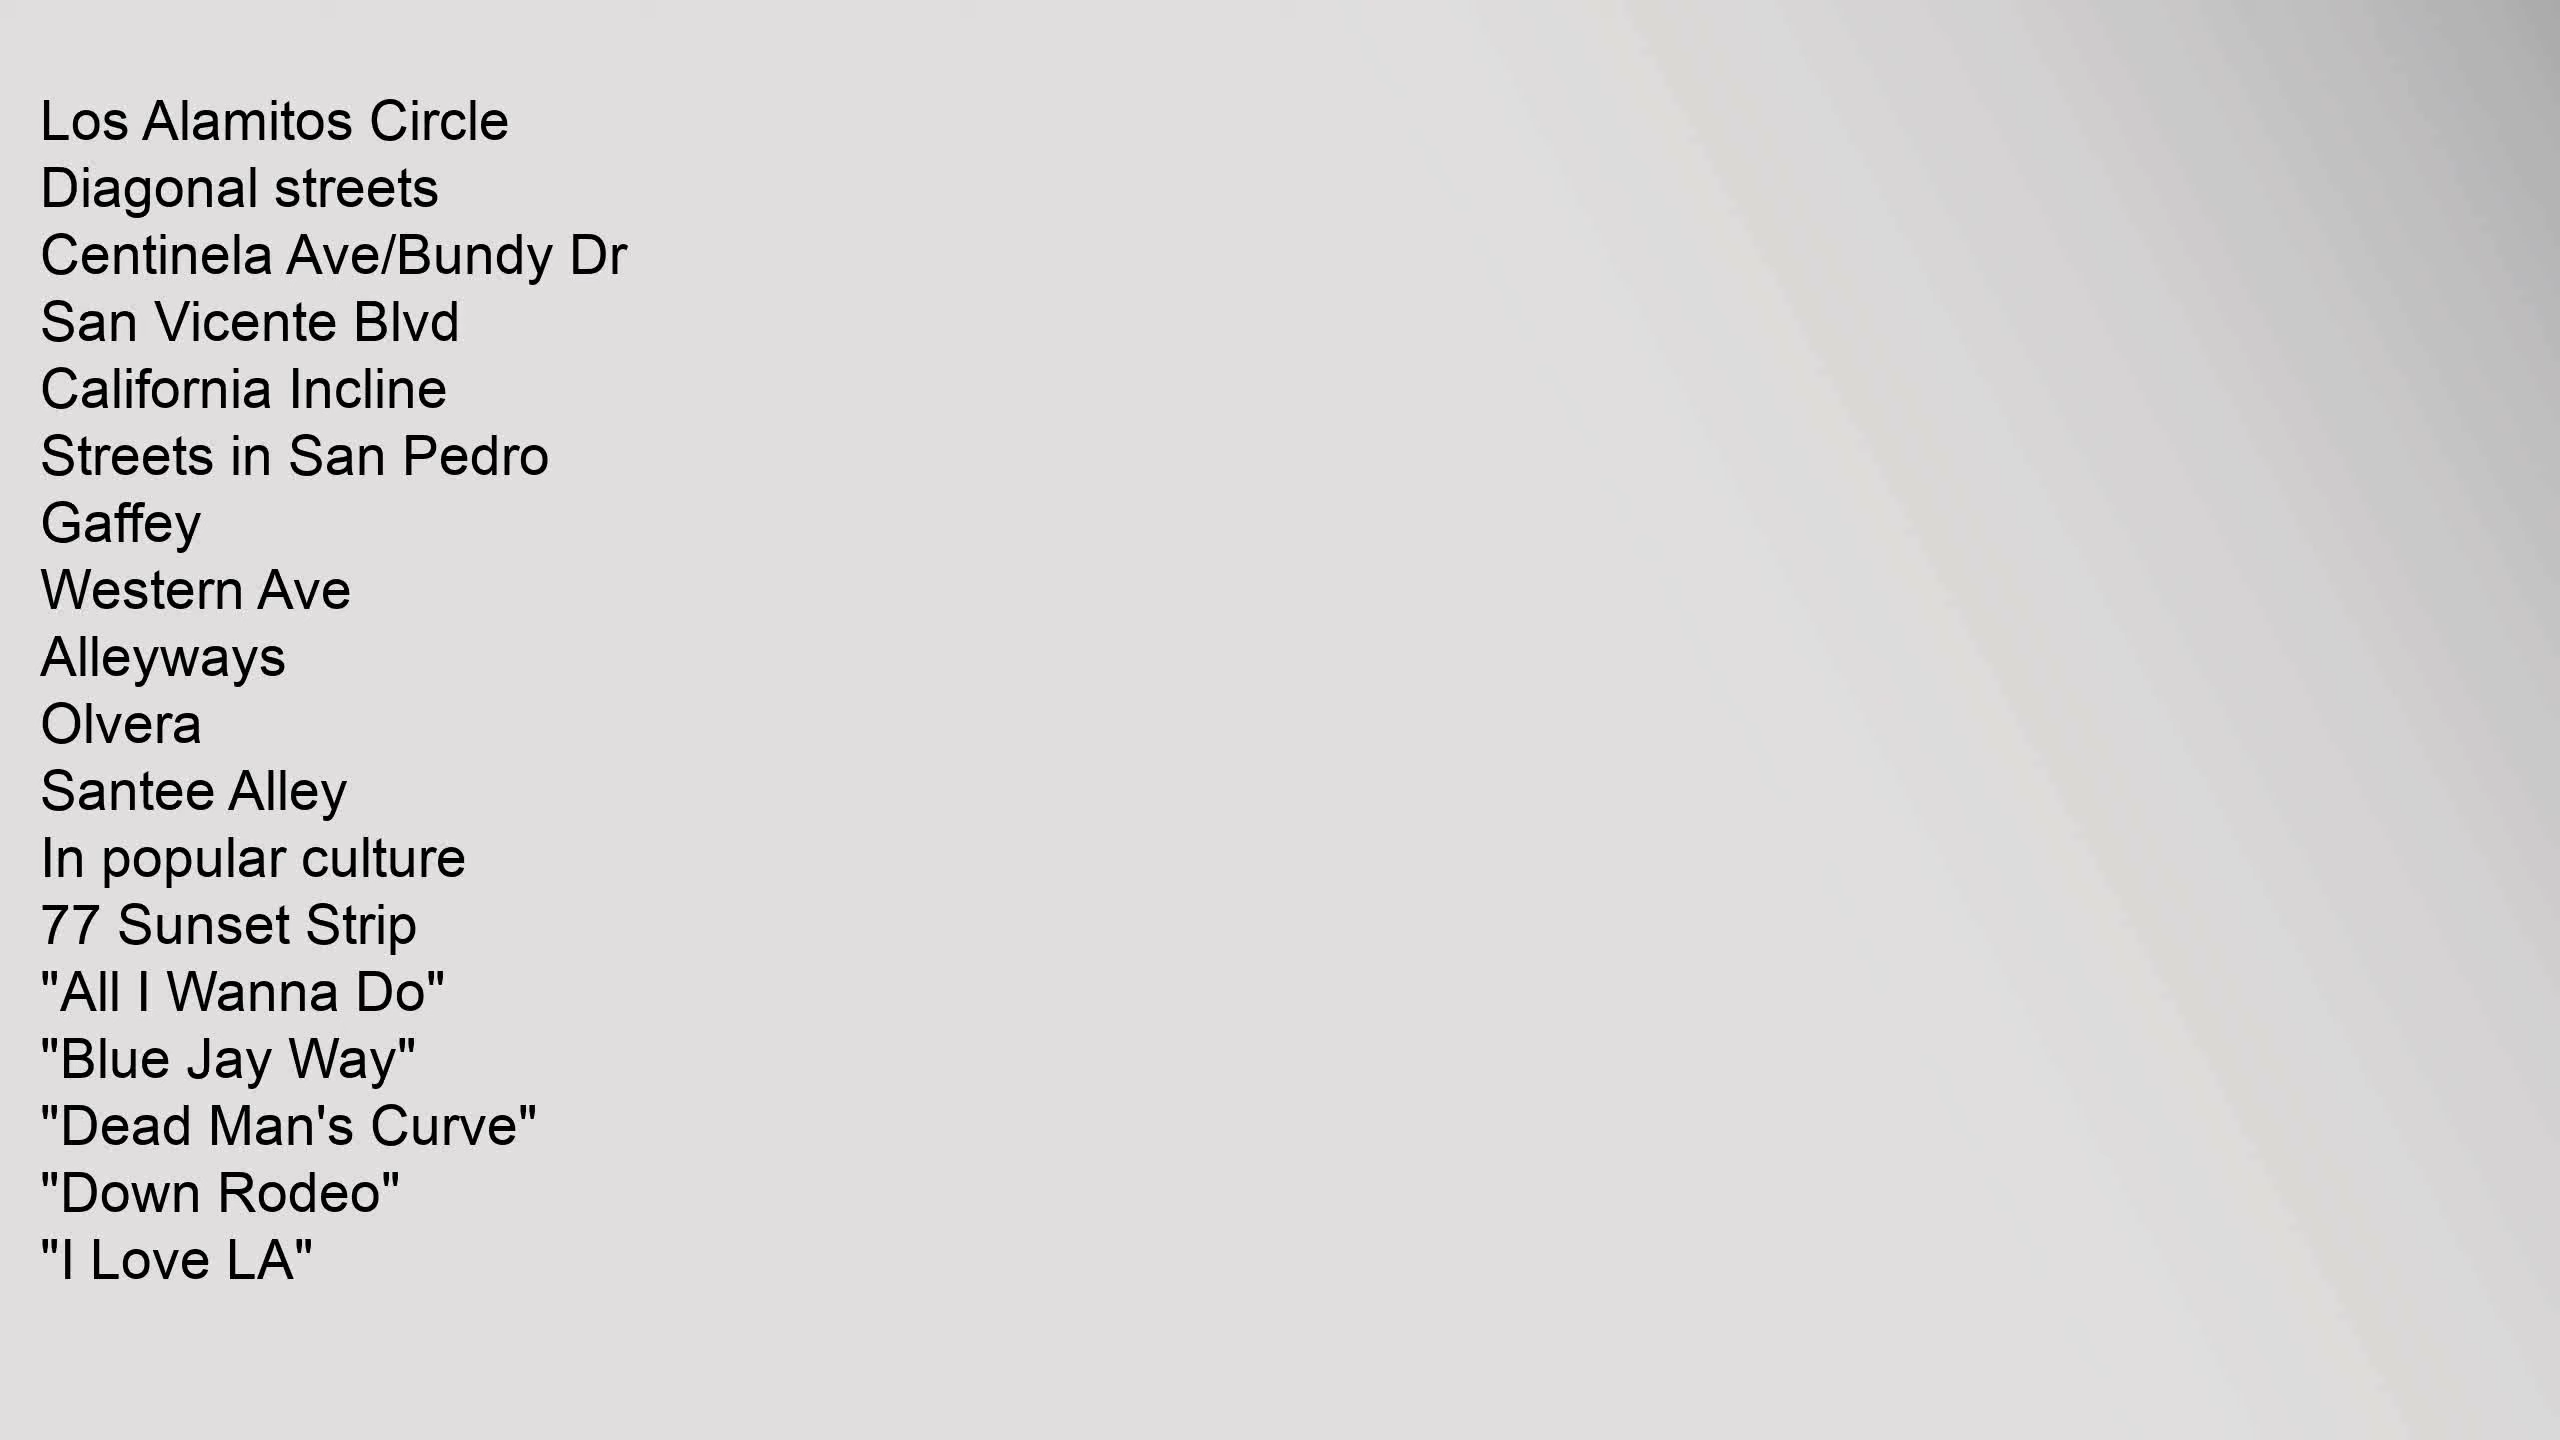 Los Alamitos Circle
Diagonal streets
Centinela Ave/Bundy Dr
San Vicente Blvd
California Incline
Streets in San Pedro
Gaffey
Western Ave
Alleyways
Olvera
Santee Alley
In popular culture
77 Sunset Strip
"All I Wanna Do"
"Blue Jay Way"
"Dead Man's Curve"
"Down Rodeo"
"I Love LA"